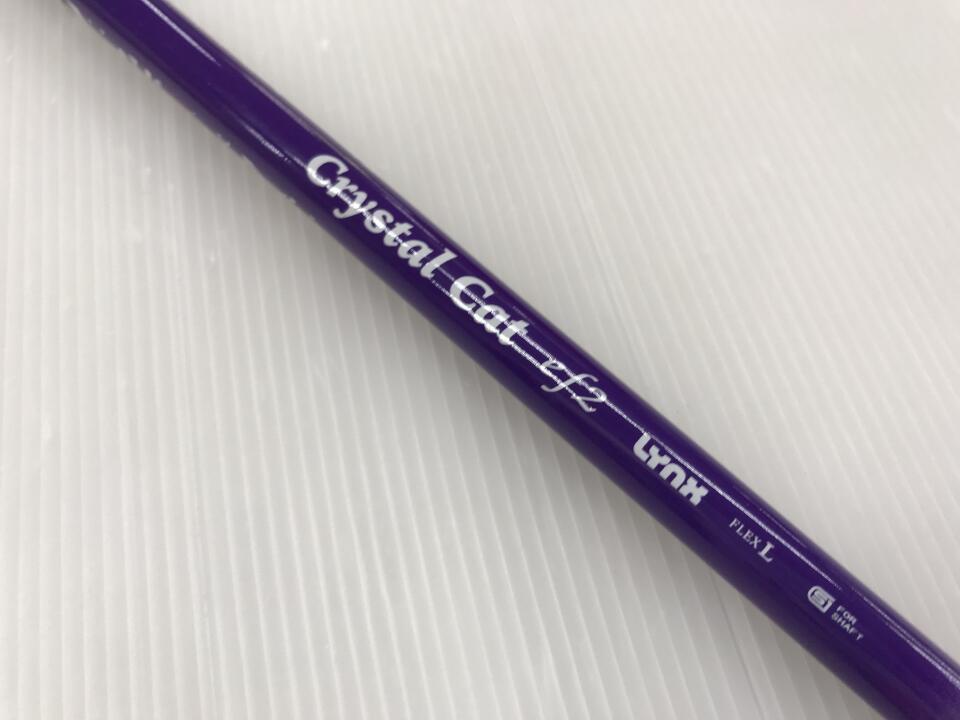 Crystal Cat ef2
LYNX
FLEX L
G FOR
SHAFT